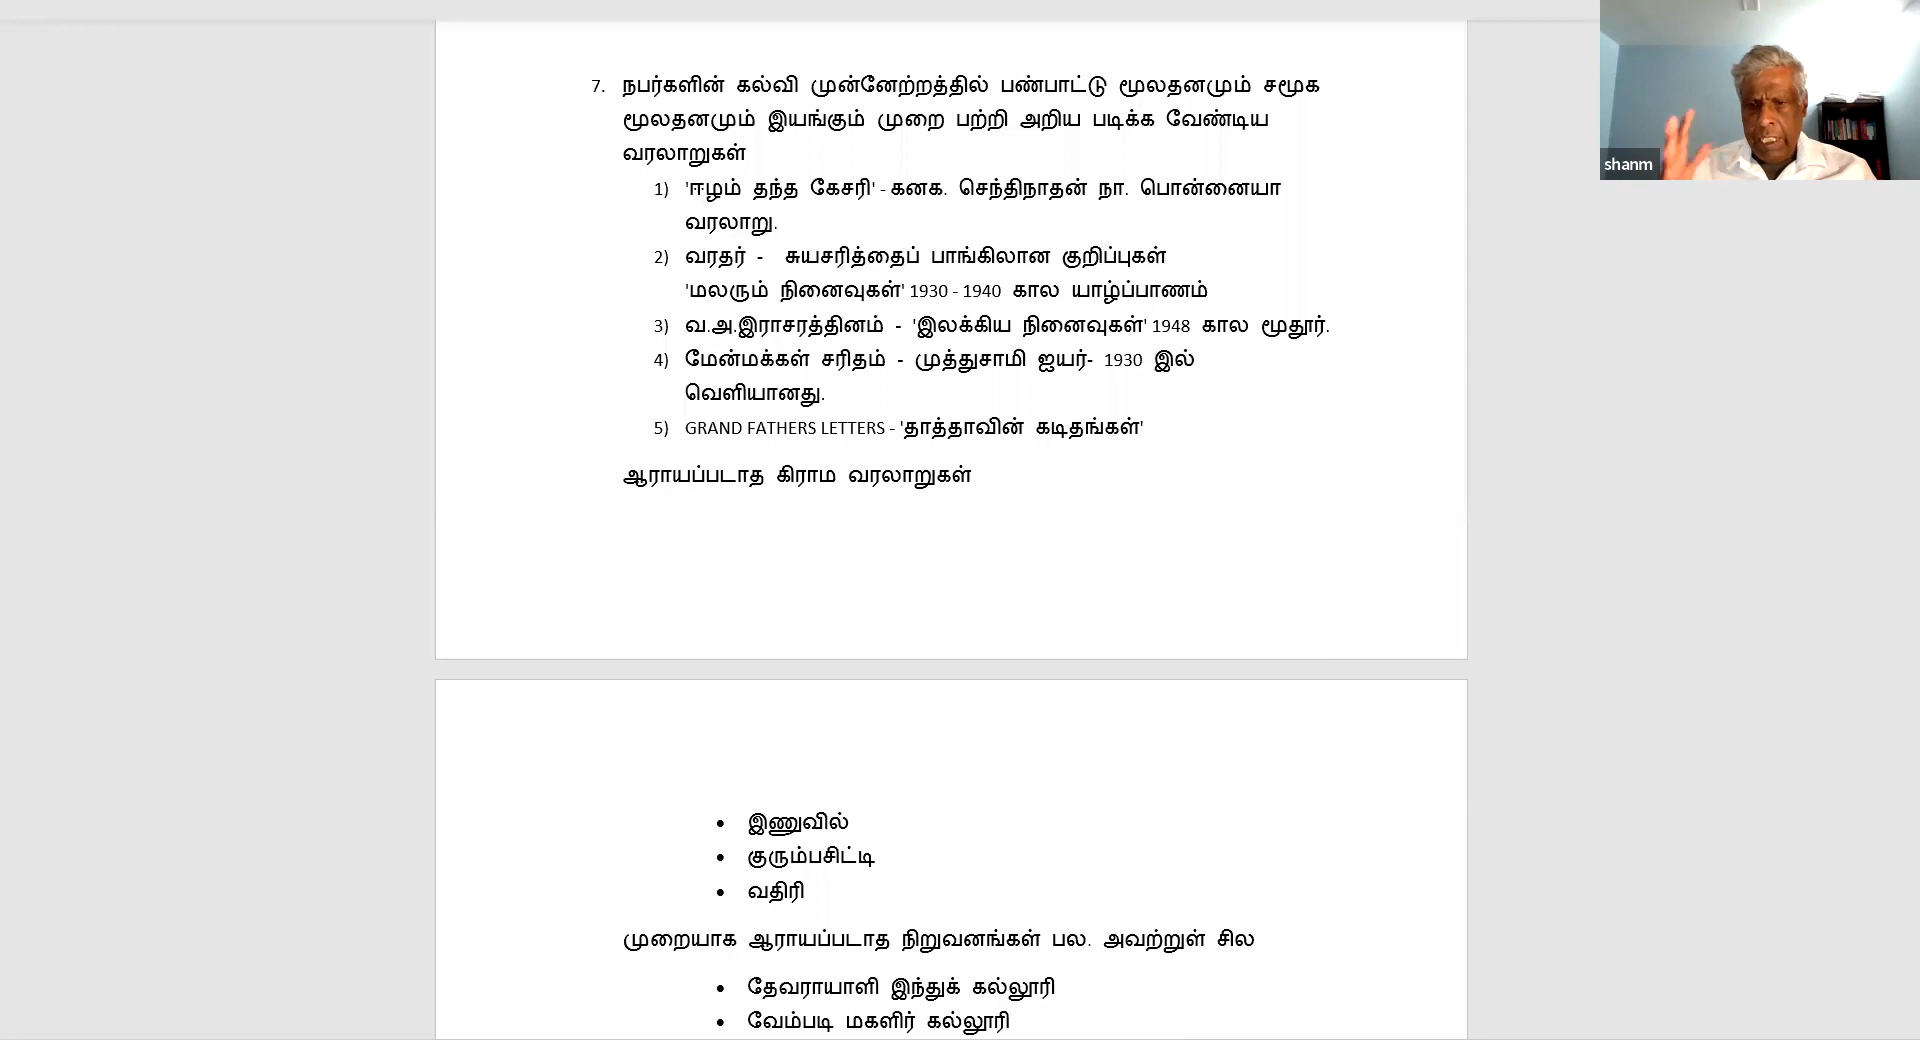 7. நபர்களின் கல்வி முன்னேற்றத்தில் பண்பாட்டு மூலதனமும் சமூக
மூலதனமும் இயங்கும் முறை பற்றி அறிய படிக்க வேண்டிய
வரலாறுகள்
1) 'ஈழம் தந்த கேசரி' - கனக. செந்திநாதன் நா. பொன்னையா
வரலாறு.
2) வரதர் - சுயசரித்தைப் பாங்கிலான குறிப்புகள்
'மலரும் நினைவுகள்' 1930 - 1940 கால யாழ்ப்பாணம்
3) வ.அ.இராசரத்தினம் - 'இலக்கிய நினைவுகள்' 1948 கால மூதூர்.
4) மேன்மக்கள் சரிதம் - முத்துசாமி ஐயர்- 1930 இல்
வெளியானது.
5) GRAND FATHERS LETTERS - 'தாத்தாவின் கடிதங்கள்'
ஆராயப்படாத கிராம வரலாறுகள்
• இணுவில்
• குரும்பசிட்டி
• வதிரி
முறையாக ஆராயப்படாத நிறுவனங்கள் பல. அவற்றுள் சில
• தேவராயாளி இந்துக் கல்லூரி
• வேம்படி மகளிர் கல்லூரி
shanm